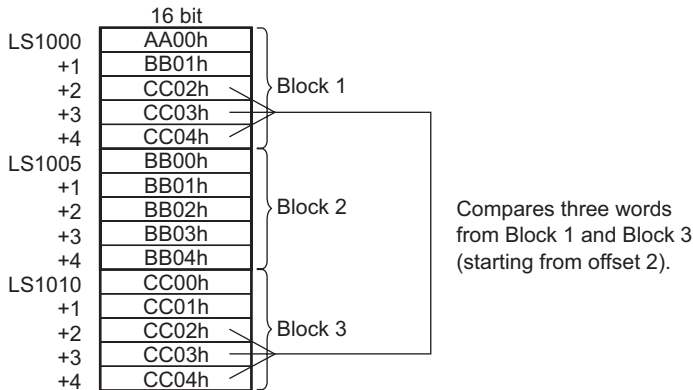 16 bit
LS1000 AA00h
+1 BB01h
+2 CC02h
+3 CC03h
+4 CC04h
Block 1
LS1005 BB00h
+1 BB01h
+2 BB02h
+3 BB03h
+4 BB04h
Block 2
LS1010 CC00h
+1 CC01h
+2 CC02h
+3 CC03h
+4 CC04h
Block 3
Compares three words
from Block 1 and Block 3
(starting from offset 2).